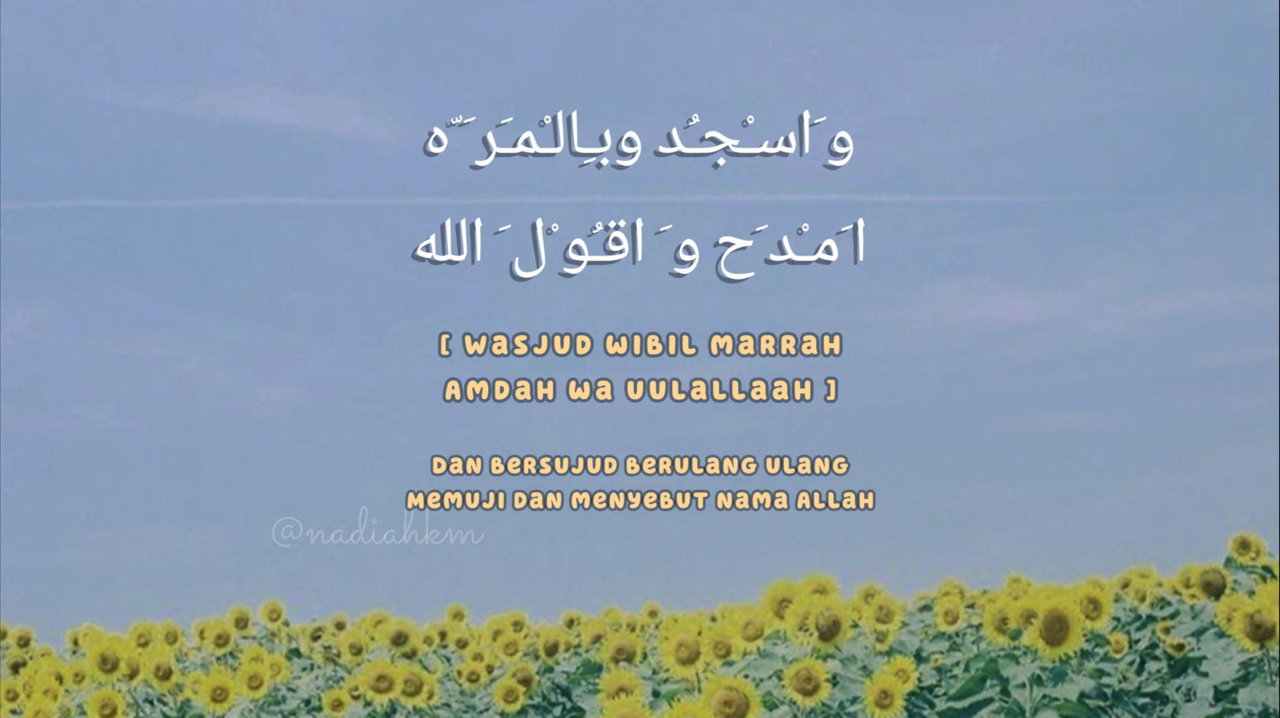 وَاسْجُد وبِالْمَرَّه
امْدَح وَ اقُوْلَ الله
[ WASJUD WIBIL MARRAH
AMDAH WA UULALLAAH ]
DAN BERSUJUD BERULANG ULANG
MEMUJI DAN MENYEBUT NAMA ALLAH
@nadiahkm